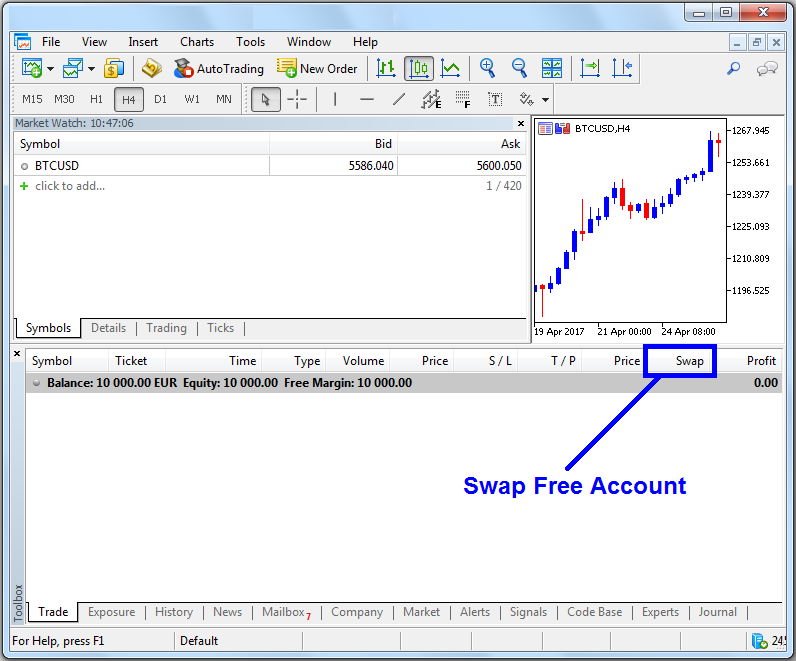 File View Insert Charts Tools Window Help
AutoTrading New Order
M15 M30 H1 H4 D1 W1 MN E F T
Market Watch: 10:47:06
Symbol Bid Ask
BTCUSD 5586.040 5600.050
click to add... 1 / 420
Symbols Details Trading Ticks
BTCUSD,H4
1267.945
1253.661
1239.377
1225.093
1210.809
1196.525
19 Apr 2017 21 Apr 00:00 24 Apr 08:00
Symbol Ticket Time Type Volume Price S / L T / P Price Swap Profit
Balance: 10 000.00 EUR Equity: 10 000.00 Free Margin: 10 000.00 0.00
Swap Free Account
Toolbox
Trade Exposure History News Mailbox 7 Company Market Alerts Signals Code Base Experts Journal
For Help, press F1 Default